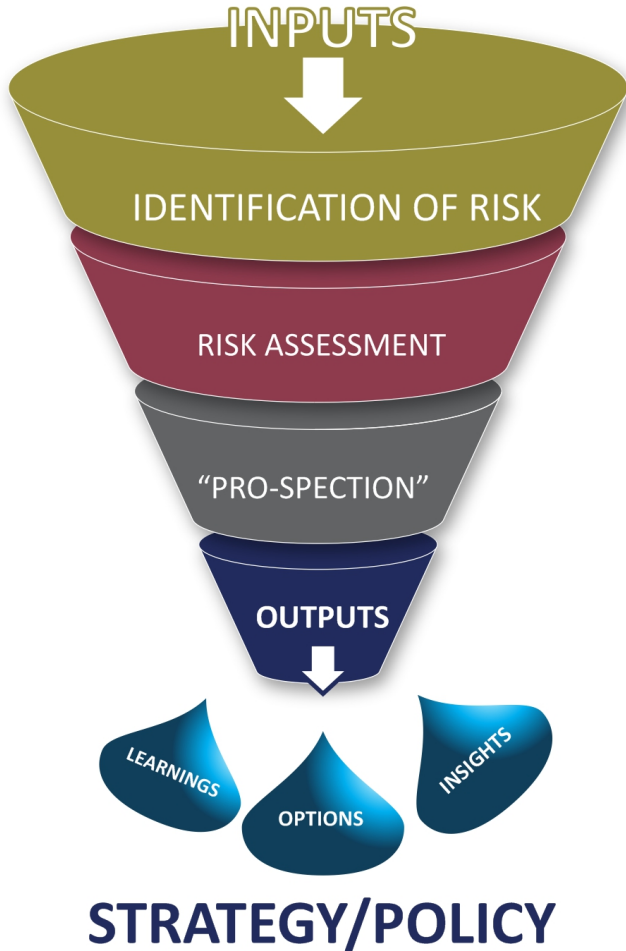 INPUTS
IDENTIFICATION OF RISK
RISK ASSESSMENT
“PRO-SPECTION”
OUTPUTS
LEARNINGS
OPTIONS
INSIGHTS
STRATEGY/POLICY